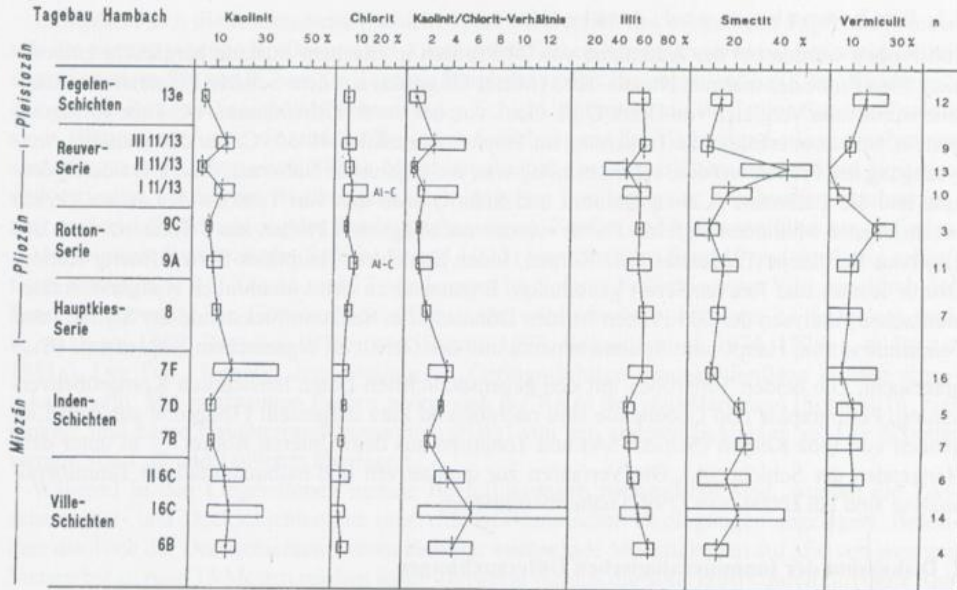 Tagebau Hambach Kaolinit Chlorit Kaolinit/Chlorit-Verhältnis Illit Smectit Vermiculit n
10 30 50 % 10 20 % 2 4 6 8 10 12 40 60 80 % 20 40 % 10 30 %
Miozän Pliozän Pleistozän
Tegelen-Schichten 13e 12
Reuver-Serie III 11/13 9
II 11/13 13
I 11/13 Al-C 10
Rotton-Serie 9C 3
9A Al-C 11
Hauptkies-Serie 8 7
Inden-Schichten 7F 16
7D 5
7B 7
Ville-Schichten II 6C 6
I 6C 14
6B 4